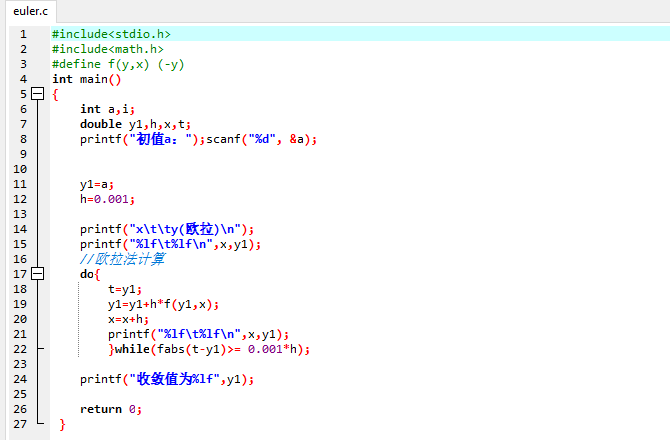 euler.c
1 #include<stdio.h>
2 #include<math.h>
3 #define f(y,x) (-y)
4 int main()
5 {
6 int a,i;
7 double y1,h,x,t;
8 printf("初值a：");scanf("%d", &a);
9
10
11 y1=a;
12 h=0.001;
13
14 printf("x\t\ty(欧拉)\n");
15 printf("%lf\t%lf\n",x,y1);
16 //欧拉法计算
17 do{
18 t=y1;
19 y1=y1+h*f(y1,x);
20 x=x+h;
21 printf("%lf\t%lf\n",x,y1);
22 }while(fabs(t-y1)>= 0.001*h);
23
24 printf("收敛值为%lf",y1);
25
26 return 0;
27 }